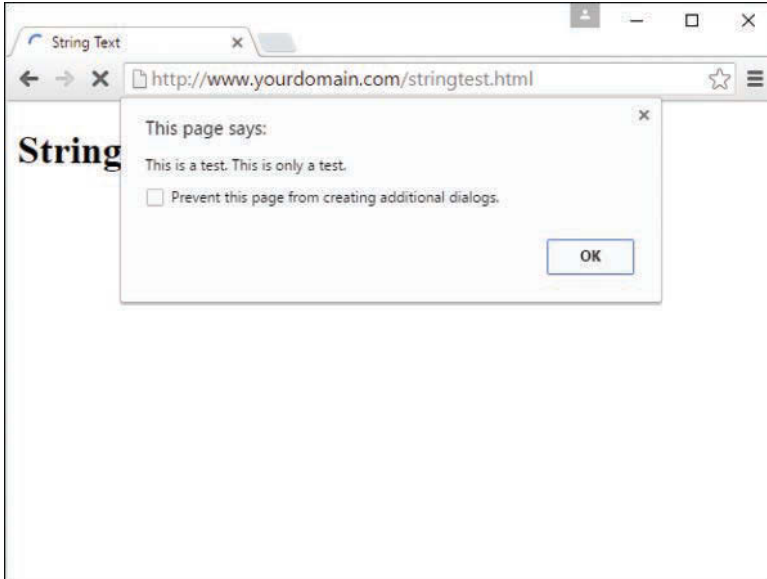 String Text
http://www.yourdomain.com/stringtest.html
String
This page says:
This is a test. This is only a test.
Prevent this page from creating additional dialogs.
OK